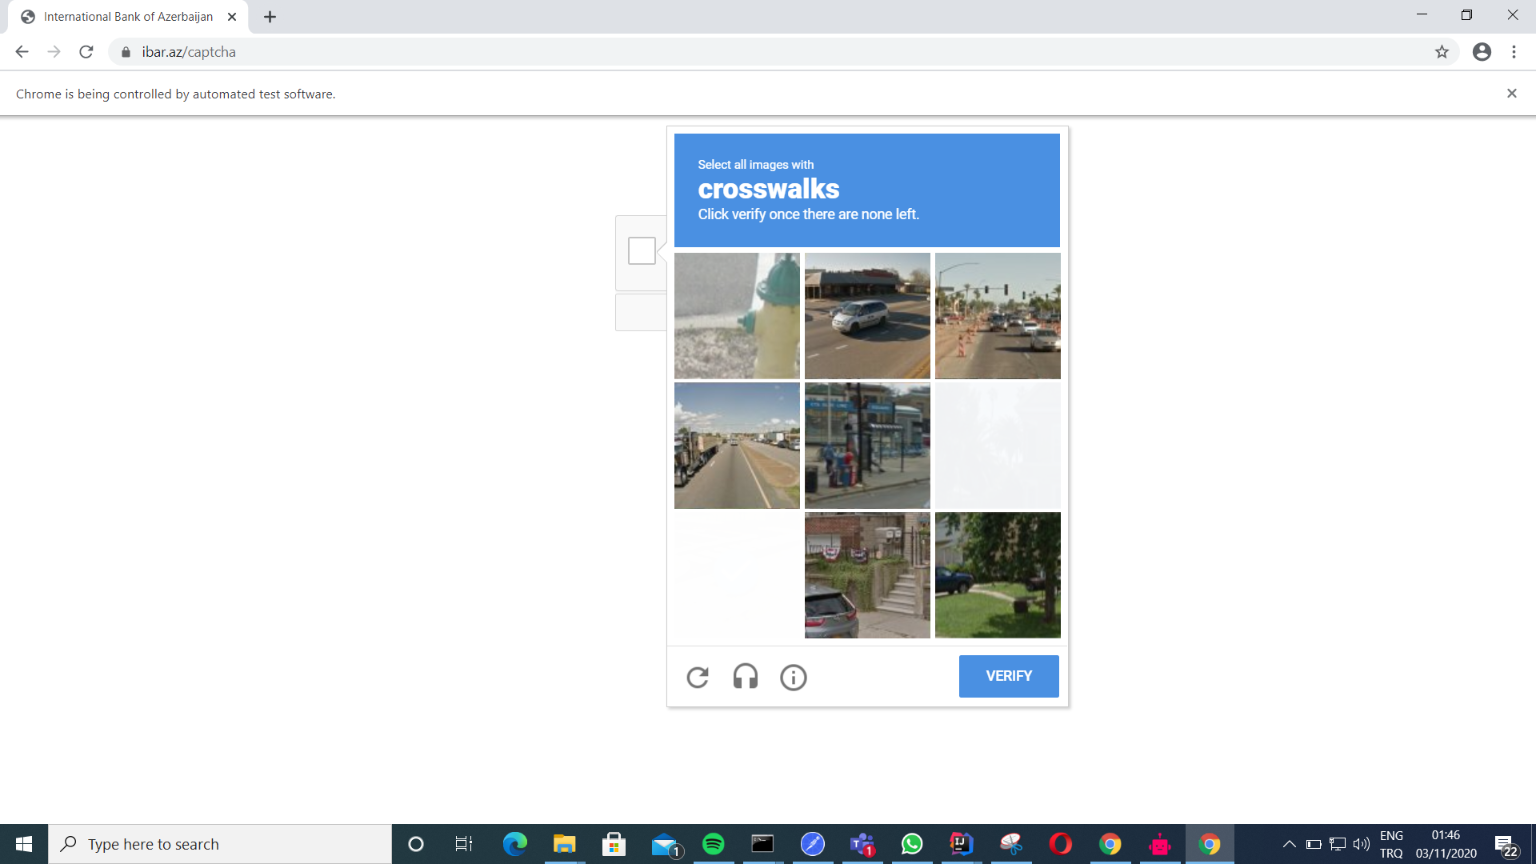 International Bank of Azerbaijan
ibar.az/captcha
Chrome is being controlled by automated test software.
Select all images with
crosswalks
Click verify once there are none left.
VERIFY
Type here to search
1
1
ENG
TRQ
01:46
03/11/2020
22